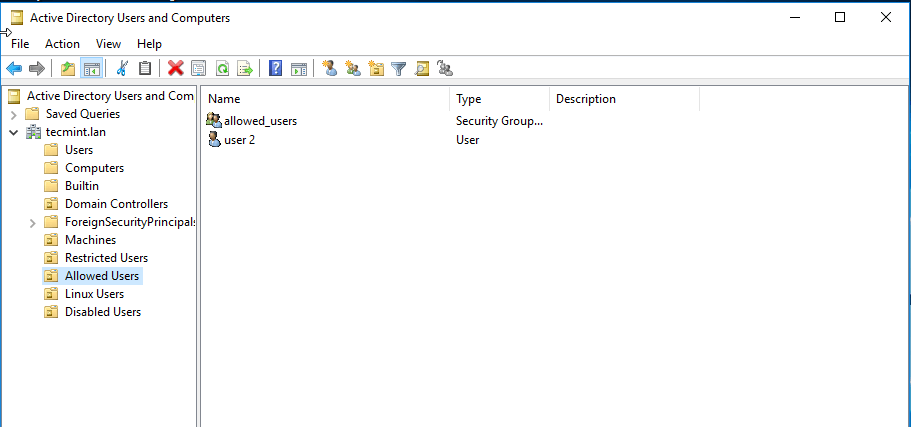 Active Directory Users and Computers
File Action View Help
Active Directory Users and Com
Saved Queries
tecmint.lan
Users
Computers
Builtin
Domain Controllers
ForeignSecurityPrincipals
Machines
Restricted Users
Allowed Users
Linux Users
Disabled Users
Name Type Description
allowed_users Security Group...
user 2 User